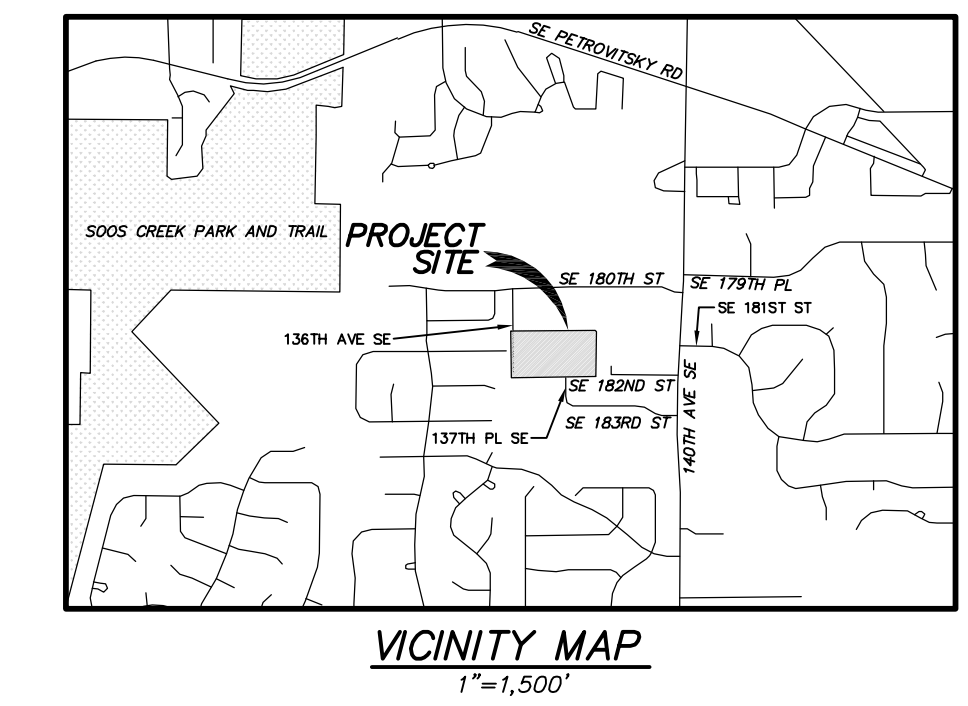 SE PETROVITSKY RD
SOOS CREEK PARK AND TRAIL
PROJECT
SITE
SE 180TH ST
SE 179TH PL
SE 181ST ST
136TH AVE SE
SE 182ND ST
140TH AVE SE
SE 183RD ST
137TH PL SE
VICINITY MAP
1"=1,500'